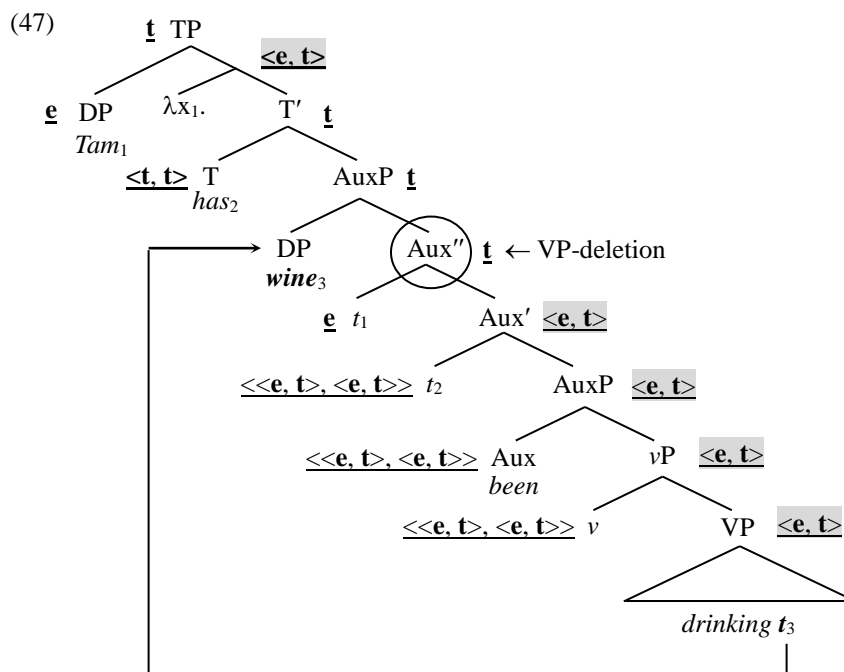 (47)
t TP
<e, t>
e DP λx₁. T′ t
Tam₁
<t, t> T AuxP t
has₂
DP Aux″ t ← VP-deletion
wine₃
e t₁ Aux′ <e, t>
<<e, t>, <e, t>> t₂ AuxP <e, t>
<<e, t>, <e, t>> Aux vP <e, t>
been
<<e, t>, <e, t>> v VP <e, t>
drinking t₃